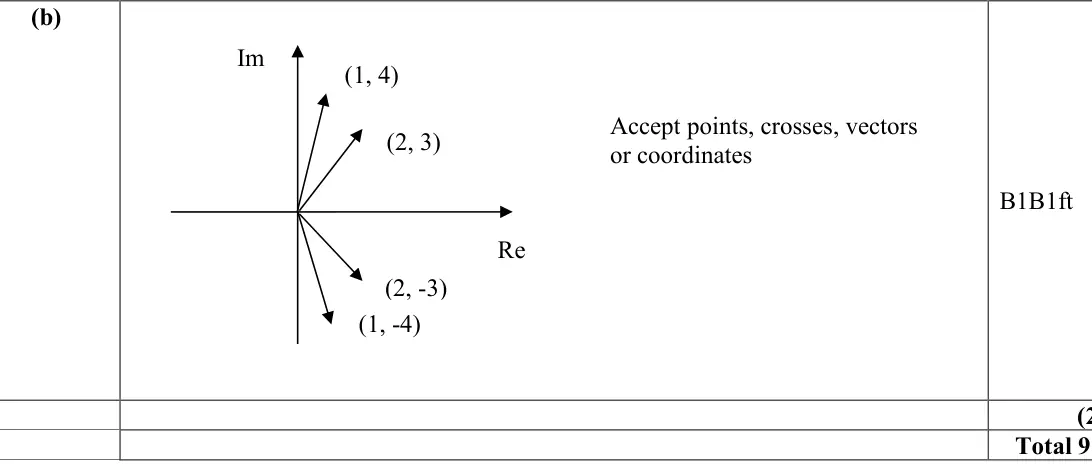 (b)
Im
(1, 4)
(2, 3)
Accept points, crosses, vectors
or coordinates
B1B1ft
Re
(2, -3)
(1, -4)
(2
Total 9